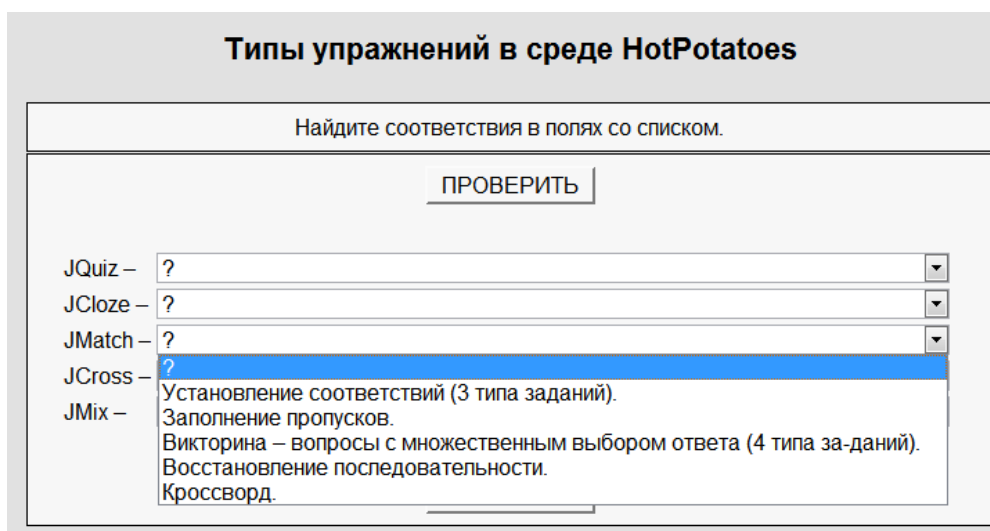 Типы упражнений в среде HotPotatoes
Найдите соответствия в полях со списком.
ПРОВЕРИТЬ
JQuiz – ?
JCloze – ?
JMatch – ?
JCross – ?
Установление соответствий (3 типа заданий).
JMix – Заполнение пропусков.
Викторина – вопросы с множественным выбором ответа (4 типа за-даний).
Восстановление последовательности.
Кроссворд.